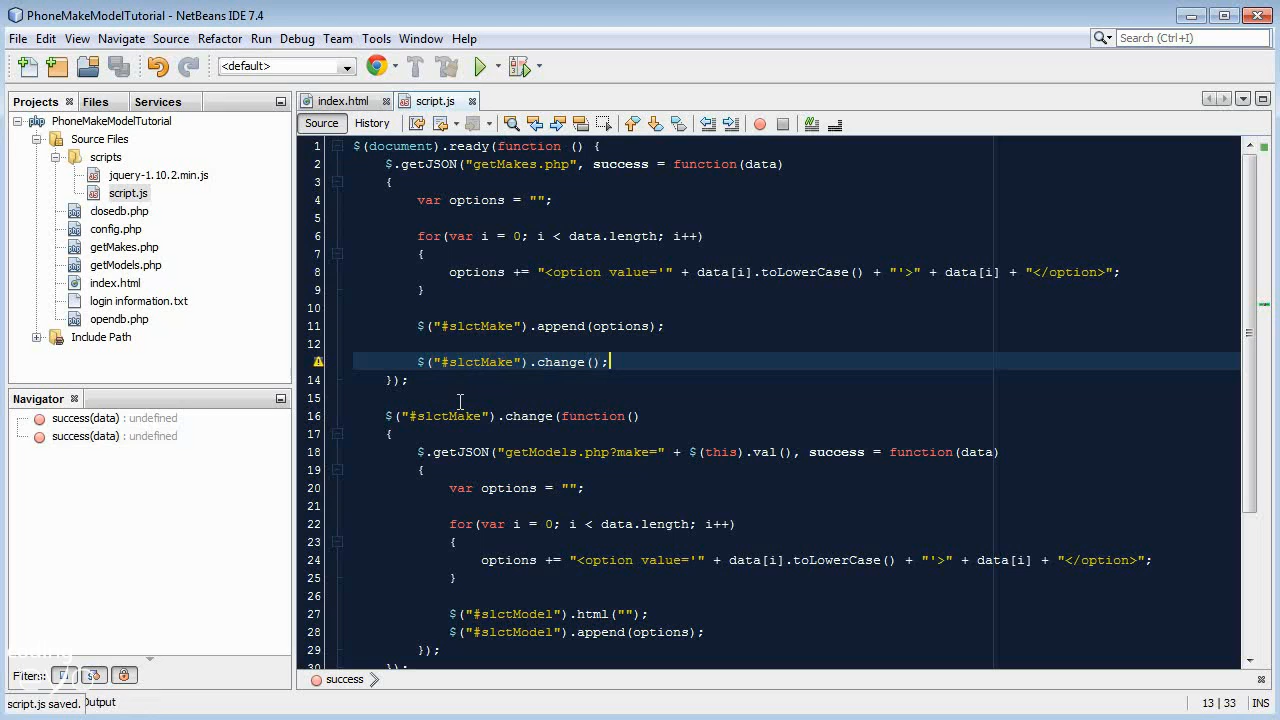 PhoneMakeModelTutorial - NetBeans IDE 7.4
File Edit View Navigate Source Refactor Run Debug Team Tools Window Help
Search (Ctrl+I)
<default>
Projects Files Services
index.html script.js
PhoneMakeModelTutorial
Source Files
scripts
jquery-1.10.2.min.js
script.js
closedb.php
config.php
getMakes.php
getModels.php
index.html
login information.txt
opendb.php
Include Path
Navigator
success(data) : undefined
success(data) : undefined
Filters:
Source History
1 $(document).ready(function () {
2 $.getJSON("getMakes.php", success = function(data)
3 {
4 var options = "";
5
6 for(var i = 0; i < data.length; i++)
7 {
8 options += "<option value='" + data[i].toLowerCase() + "'>" + data[i] + "</option>";
9 }
10
11 $("#slctMake").append(options);
12
$("#slctMake").change();
14 });
15
16 $("#slctMake").change(function()
17 {
18 $.getJSON("getModels.php?make=" + $(this).val(), success = function(data)
19 {
20 var options = "";
21
22 for(var i = 0; i < data.length; i++)
23 {
24 options += "<option value='" + data[i].toLowerCase() + "'>" + data[i] + "</option>";
25 }
26
27 $("#slctModel").html("");
28 $("#slctModel").append(options);
29 });
30 });
success
script.js saved.
Output
13 | 33 INS